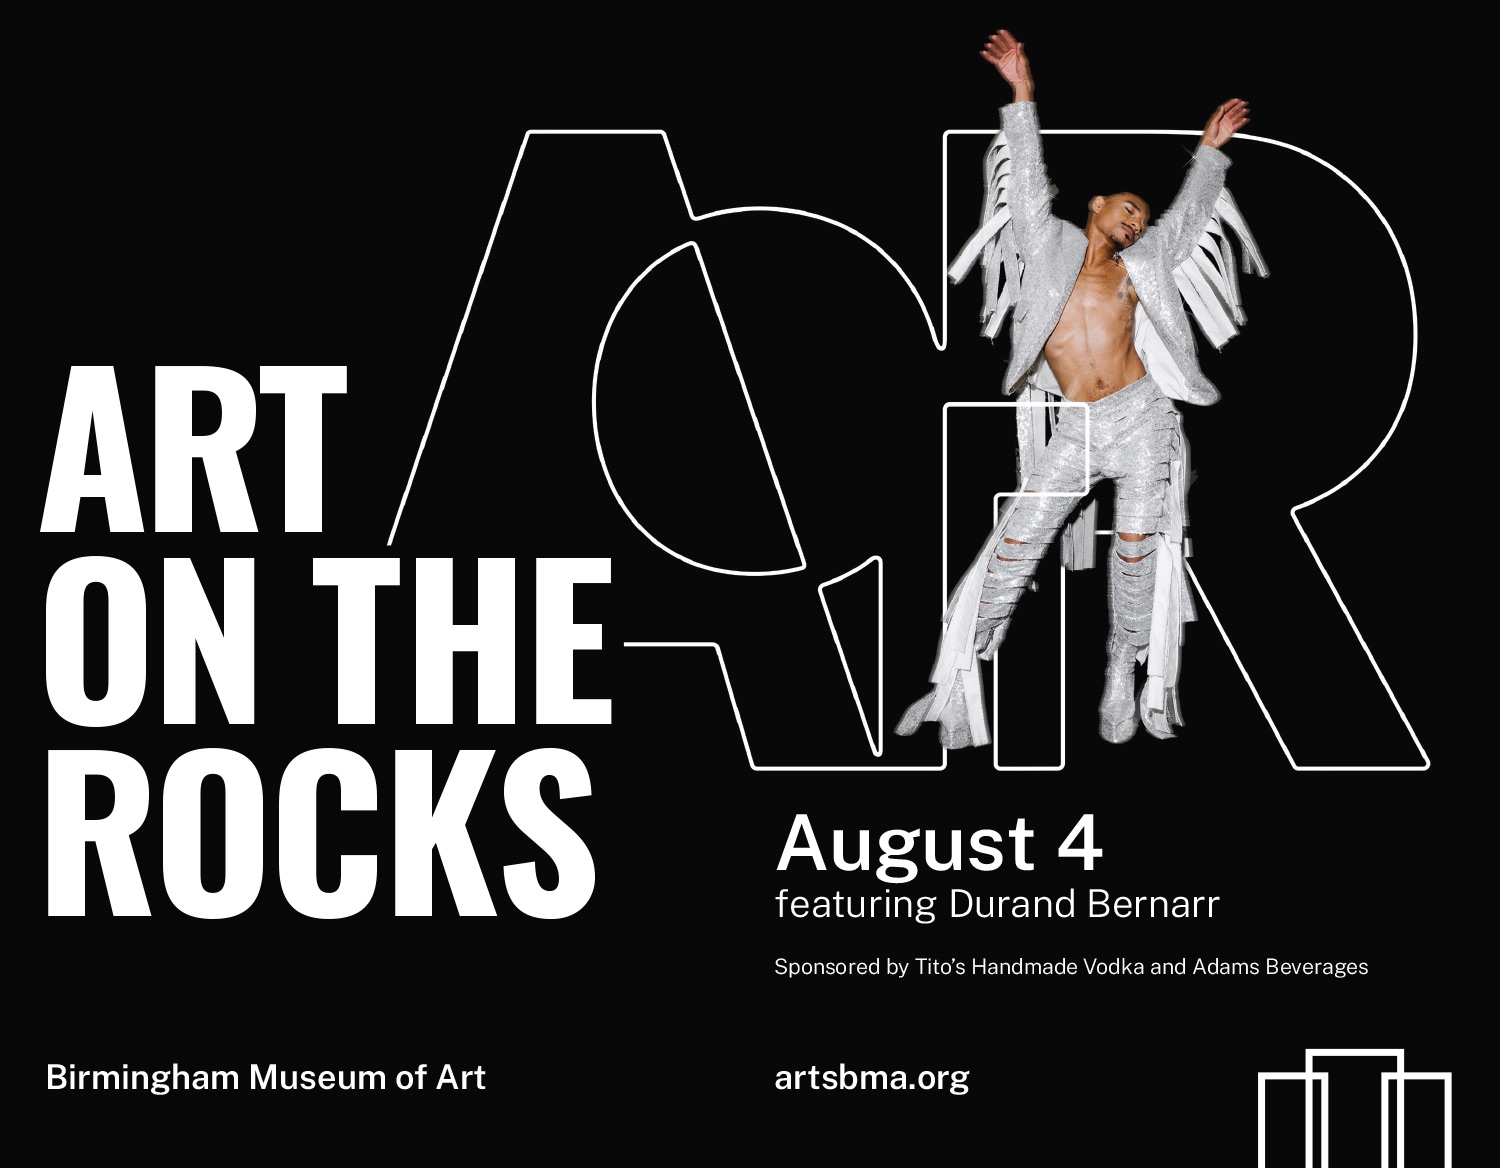 ART
ON THE
ROCKS
AOTR
August 4
featuring Durand Bernarr
Sponsored by Tito’s Handmade Vodka and Adams Beverages
Birmingham Museum of Art
artsbma.org